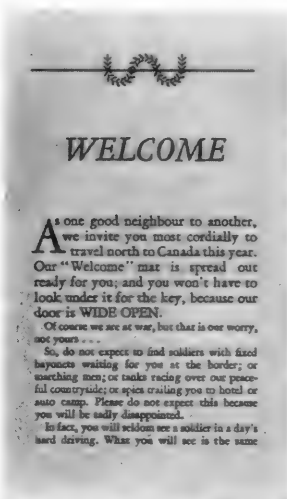 WELCOME
As one good neighbour to another,
we invite you most cordially to
travel north to Canada this year.
Our "Welcome" mat is spread out
ready for you; and you won't have to
look under it for the key, because our
door is WIDE OPEN.
Of course we are at war, but that is our worry,
not yours . . .
So, do not expect to find soldiers with fixed
bayonets waiting for you at the border; or
marching men; or tanks racing over our peace-
ful countryside; or spies trailing you to hotel or
auto camp. Please do not expect this because
you will be sadly disappointed.
In fact, you will seldom see a soldier in a day's
hard driving. What you will see is the same